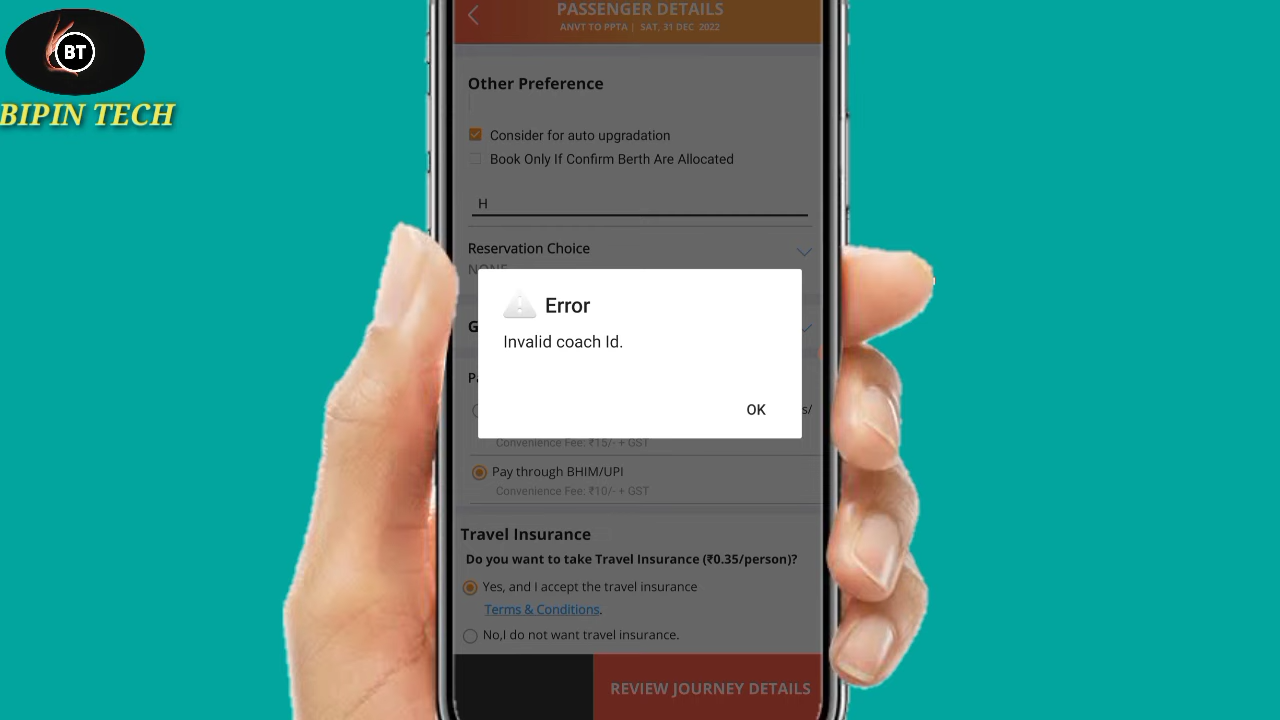 BT
BIPIN TECH
PASSENGER DETAILS
ANVT TO PPTA | SAT, 31 DEC 2022
Other Preference
Consider for auto upgradation
Book Only If Confirm Berth Are Allocated
H
Reservation Choice
NONE
G
Error
Invalid coach Id.
Pa
s/
OK
Convenience Fee: ₹15/- + GST
Pay through BHIM/UPI
Convenience Fee: ₹10/- + GST
Travel Insurance
Do you want to take Travel Insurance (₹0.35/person)?
Yes, and I accept the travel insurance
Terms & Conditions.
No,I do not want travel insurance.
REVIEW JOURNEY DETAILS